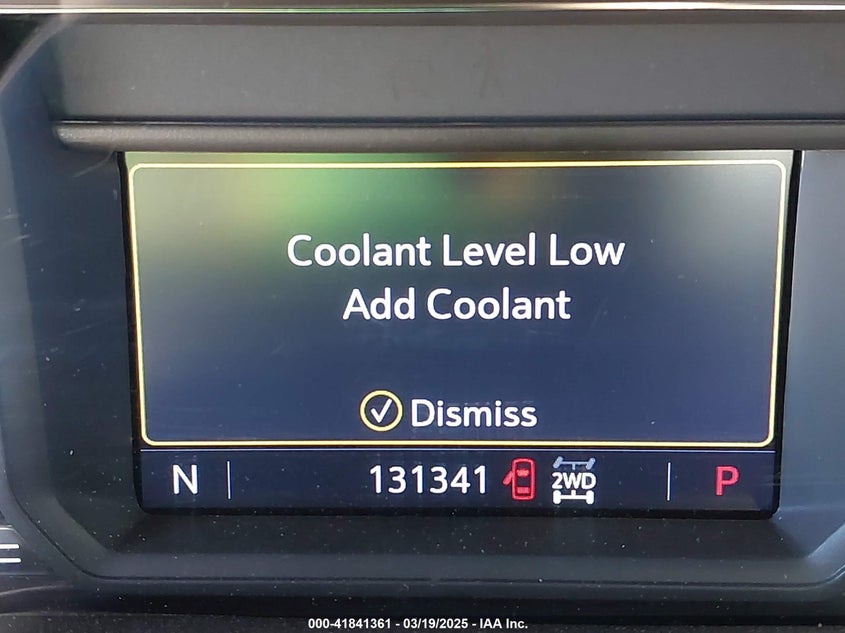 Coolant Level Low
Add Coolant
Dismiss
N 131341 2WD P
000-41841361 - 03/19/2025 - IAA Inc.